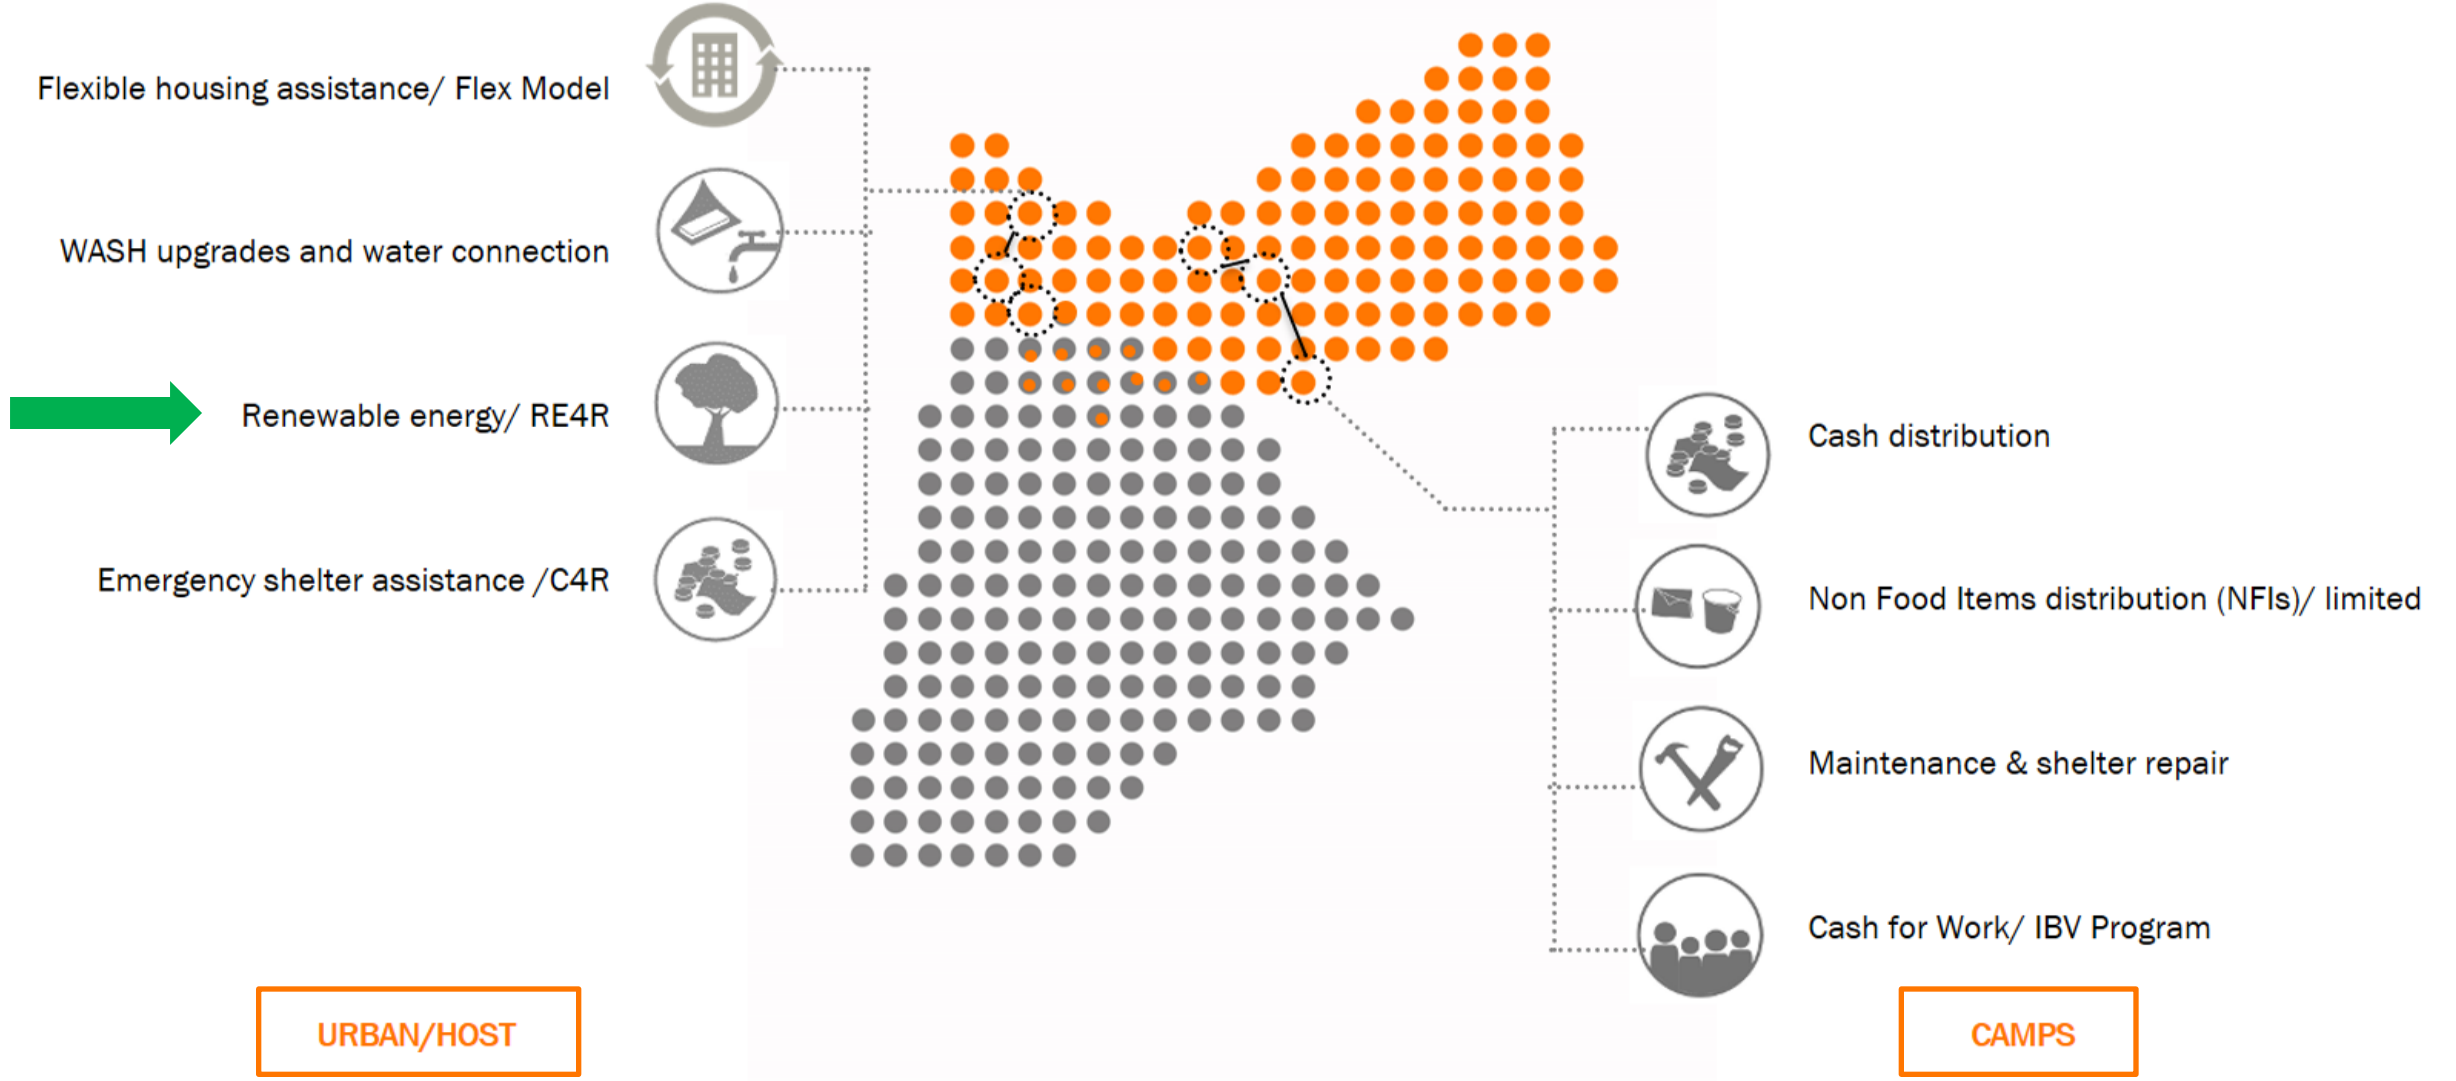 Flexible housing assistance/ Flex Model
WASH upgrades and water connection
Renewable energy/ RE4R
Emergency shelter assistance /C4R
URBAN/HOST
Cash distribution
Non Food Items distribution (NFIs)/ limited
Maintenance & shelter repair
Cash for Work/ IBV Program
CAMPS